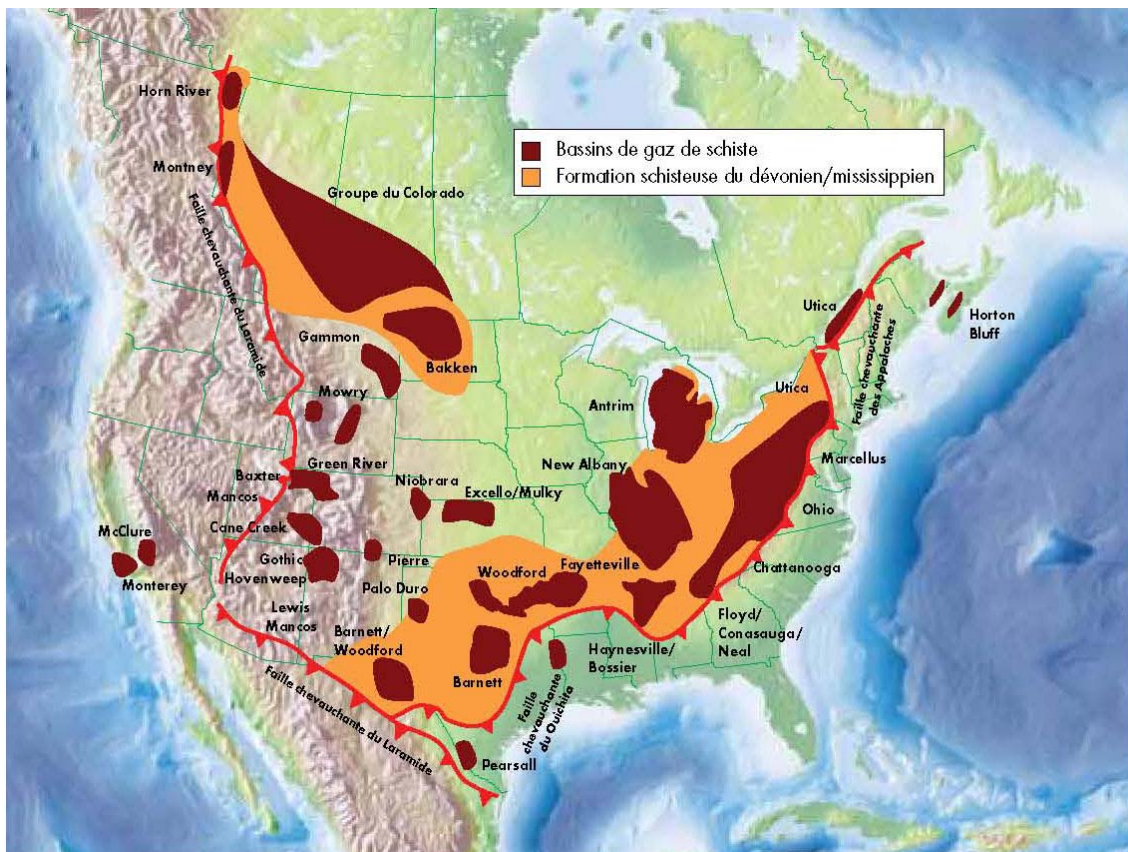 Horn River
Montney
Groupe du Colorado
Bassins de gaz de schiste
Formation schisteuse du dévonien/mississippien
Faille chevauchante du Laramide
Gammon
Bakken
Mowry
Utica
Horton
Bluff
Faille chevauchante
des Appalaches
Utica
Antrim
New Albany
Marcellus
Green River
Baxter
Mancos
Niobrara
Excello/Mulky
Ohio
McClure
Cane Creek
Monterey
Gothic
Hovenweep
Pierre
Fayetteville
Woodford
Chattanooga
Palo Duro
Lewis
Mancos
Floyd/
Conasauga/
Neal
Barnett/
Woodford
Haynesville/
Bossier
Barnett
Faille chevauchante du Laramide
Faille
chevauchante
du Ouichita
Pearsall